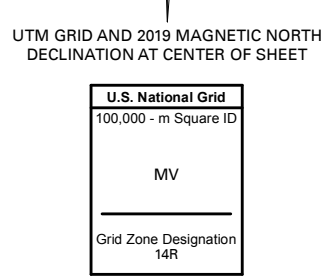 UTM GRID AND 2019 MAGNETIC NORTH
DECLINATION AT CENTER OF SHEET
U.S. National Grid
100,000 - m Square ID
MV
Grid Zone Designation
14R